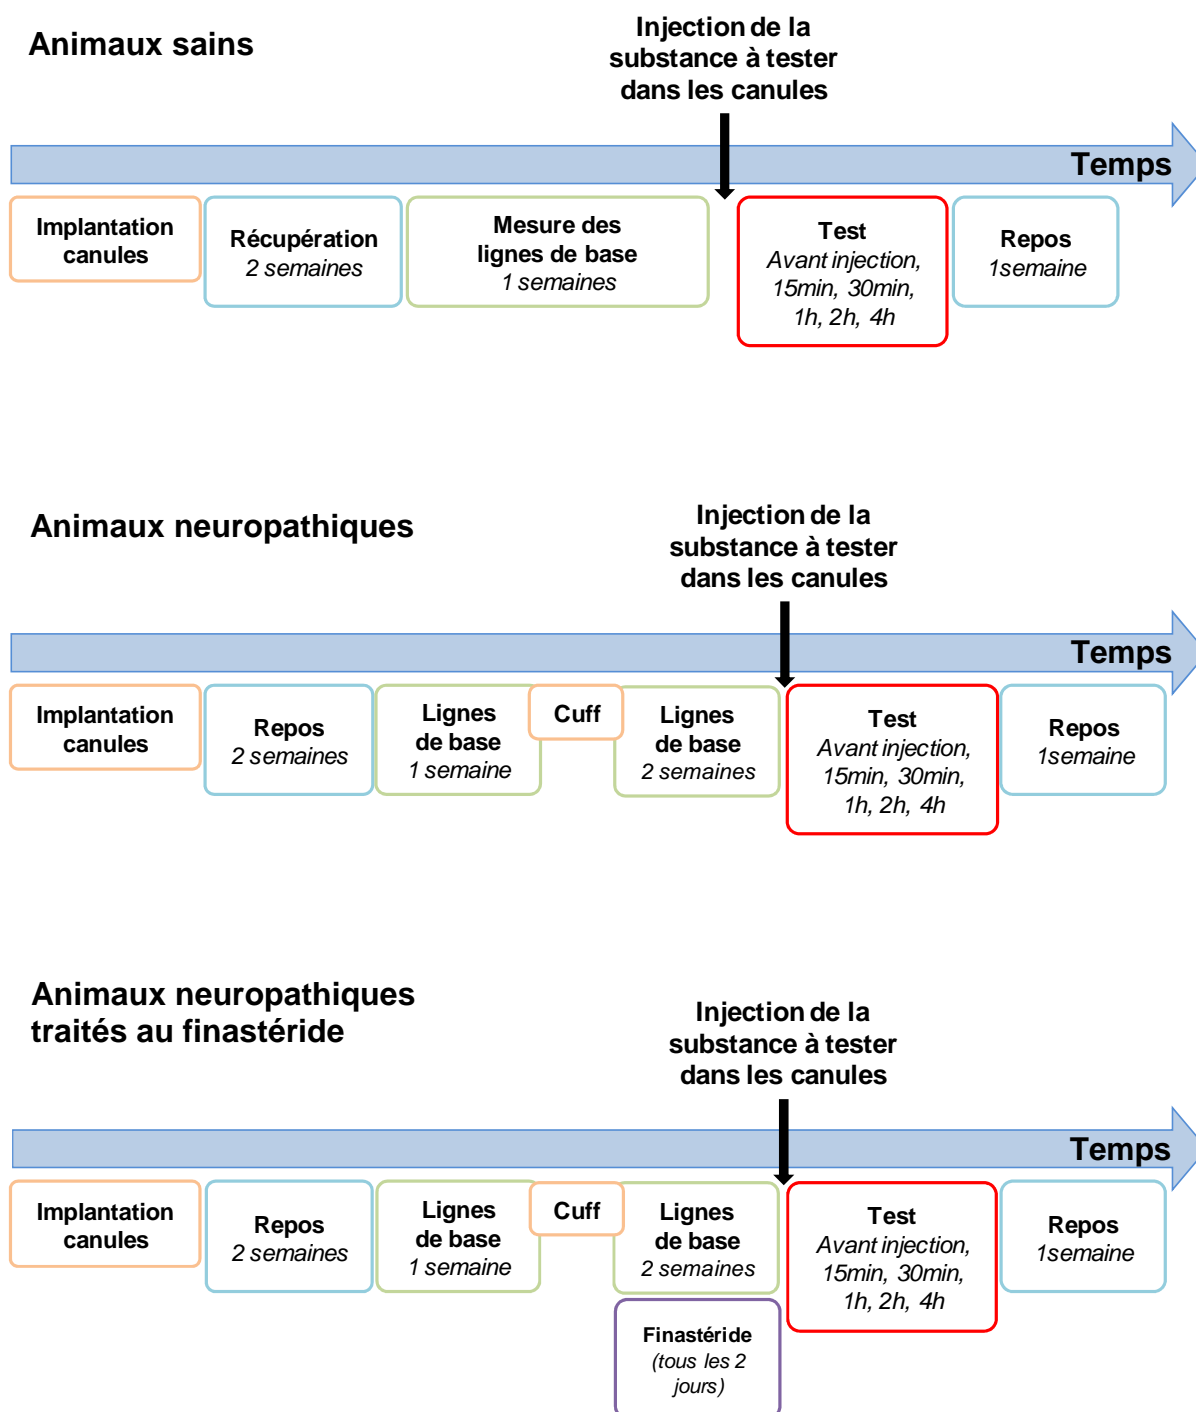 Animaux sains
Injection de la
substance à tester
dans les canules
Temps
Implantation
canules
Récupération
2 semaines
Mesure des
lignes de base
1 semaines
Test
Avant injection,
15min, 30min,
1h, 2h, 4h
Repos
1semaine
Animaux neuropathiques
Injection de la
substance à tester
dans les canules
Temps
Implantation
canules
Repos
2 semaines
Lignes
de base
1 semaine
Cuff
Lignes
de base
2 semaines
Test
Avant injection,
15min, 30min,
1h, 2h, 4h
Repos
1semaine
Animaux neuropathiques
traités au finastéride
Injection de la
substance à tester
dans les canules
Temps
Implantation
canules
Repos
2 semaines
Lignes
de base
1 semaine
Cuff
Lignes
de base
2 semaines
Test
Avant injection,
15min, 30min,
1h, 2h, 4h
Repos
1semaine
Finastéride
(tous les 2
jours)